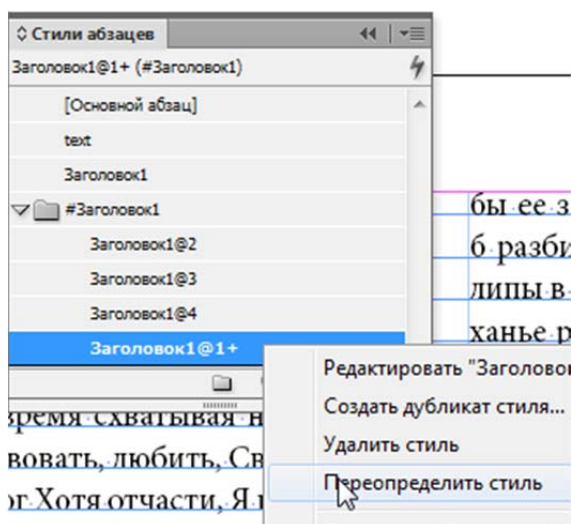 Стили абзацев
Заголовок1@1+ (#Заголовок1)
[Основной абзац]
text
Заголовок1
#Заголовок1
Заголовок1@2
Заголовок1@3
Заголовок1@4
Заголовок1@1+
бы ее з
б разби
липы в
ханье р
Редактировать "Заголово
Создать дубликат стиля...
Удалить стиль
Переопределить стиль
время схватывая н
вовать, любить, Св
ог Хотя отчасти, Я